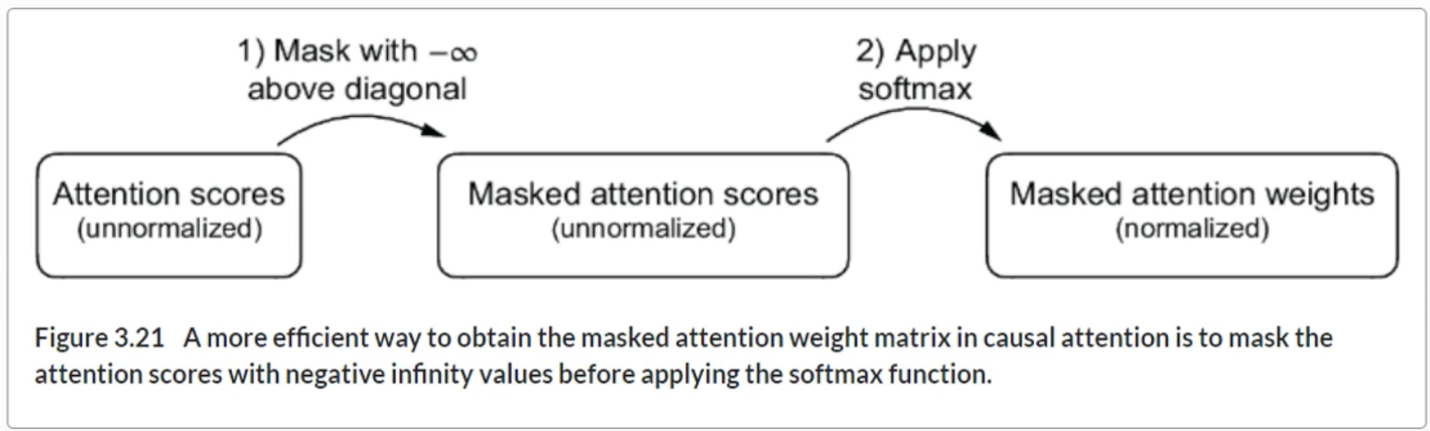 1) Mask with −∞
above diagonal
2) Apply
softmax
Attention scores
(unnormalized)
Masked attention scores
(unnormalized)
Masked attention weights
(normalized)
Figure 3.21 A more efficient way to obtain the masked attention weight matrix in causal attention is to mask the
attention scores with negative infinity values before applying the softmax function.